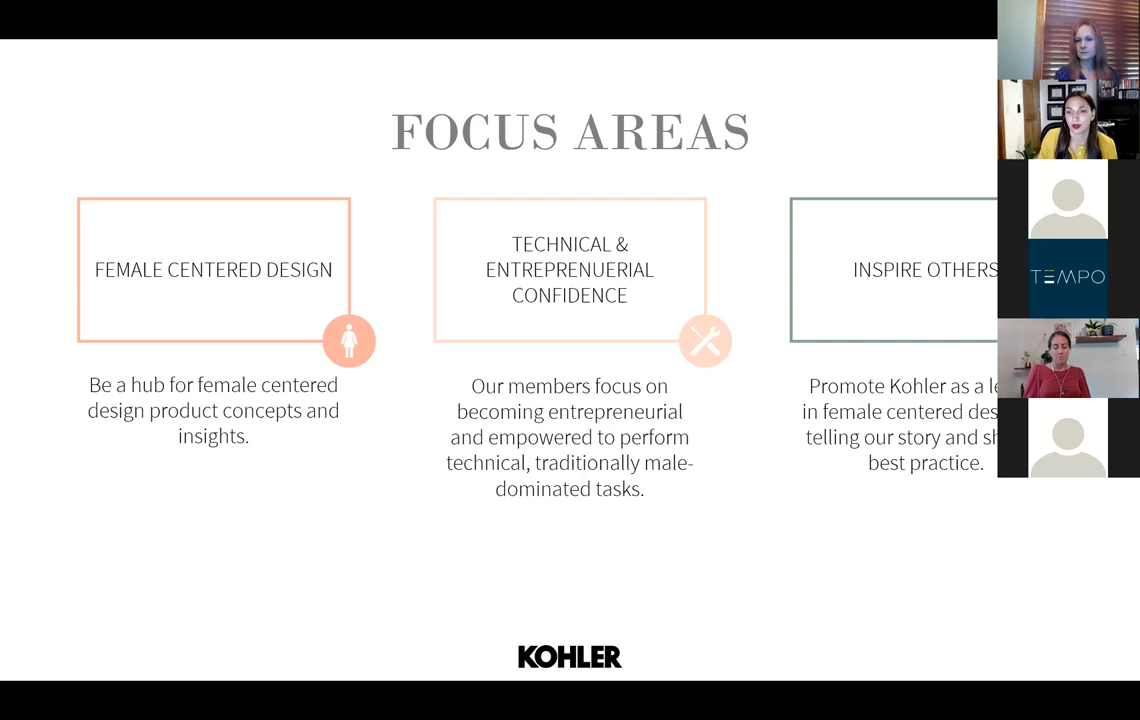 FOCUS AREAS
FEMALE CENTERED DESIGN
Be a hub for female centered
design product concepts and
insights.
TECHNICAL &
ENTREPRENUERIAL
CONFIDENCE
Our members focus on
becoming entrepreneurial
and empowered to perform
technical, traditionally male-
dominated tasks.
INSPIRE OTHERS
Promote Kohler as a
in female centered
telling our story and
best practice.
TEMPO
KOHLER